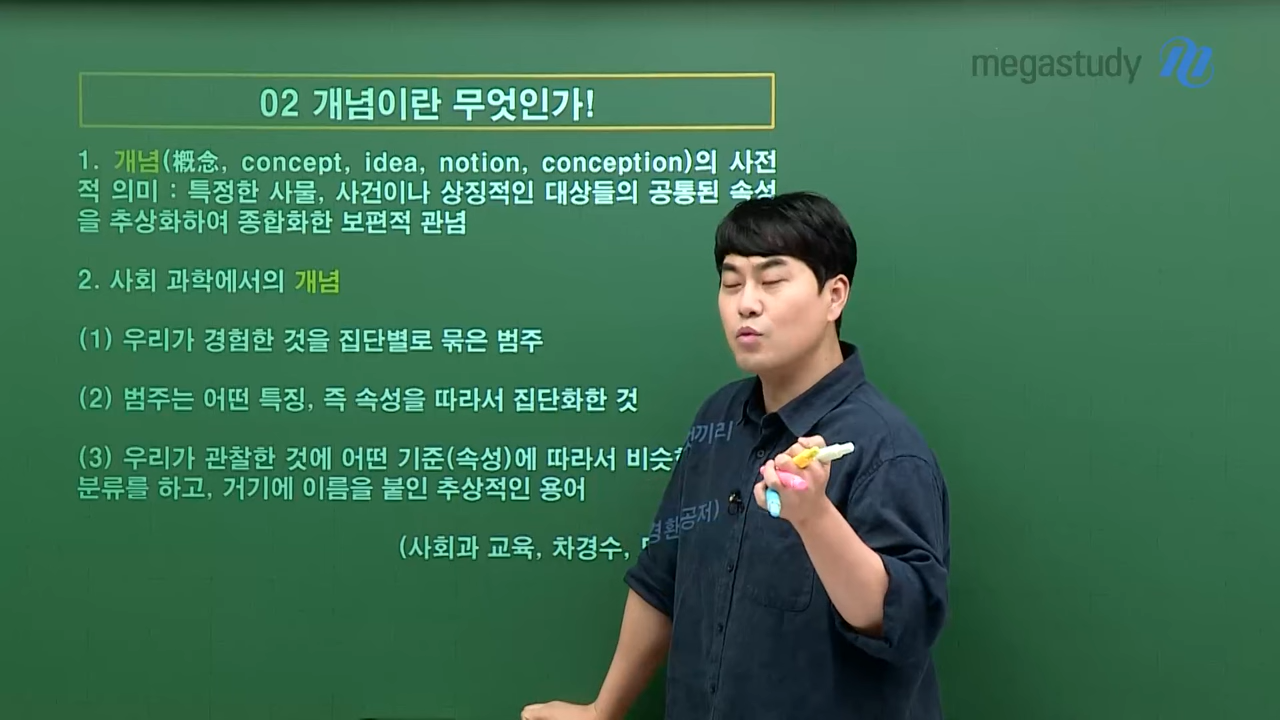 megastudy
02 개념이란 무엇인가!
1. 개념(槪念, concept, idea, notion, conception)의 사전
적 의미 : 특정한 사물, 사건이나 상징적인 대상들의 공통된 속성
을 추상화하여 종합화한 보편적 관념
2. 사회 과학에서의 개념
(1) 우리가 경험한 것을 집단별로 묶은 범주
(2) 범주는 어떤 특징, 즉 속성을 따라서 집단화한 것
(3) 우리가 관찰한 것에 어떤 기준(속성)에 따라서 비슷한 것끼리
분류를 하고, 거기에 이름을 붙인 추상적인 용어
(사회과 교육, 차경수, 경환공저)